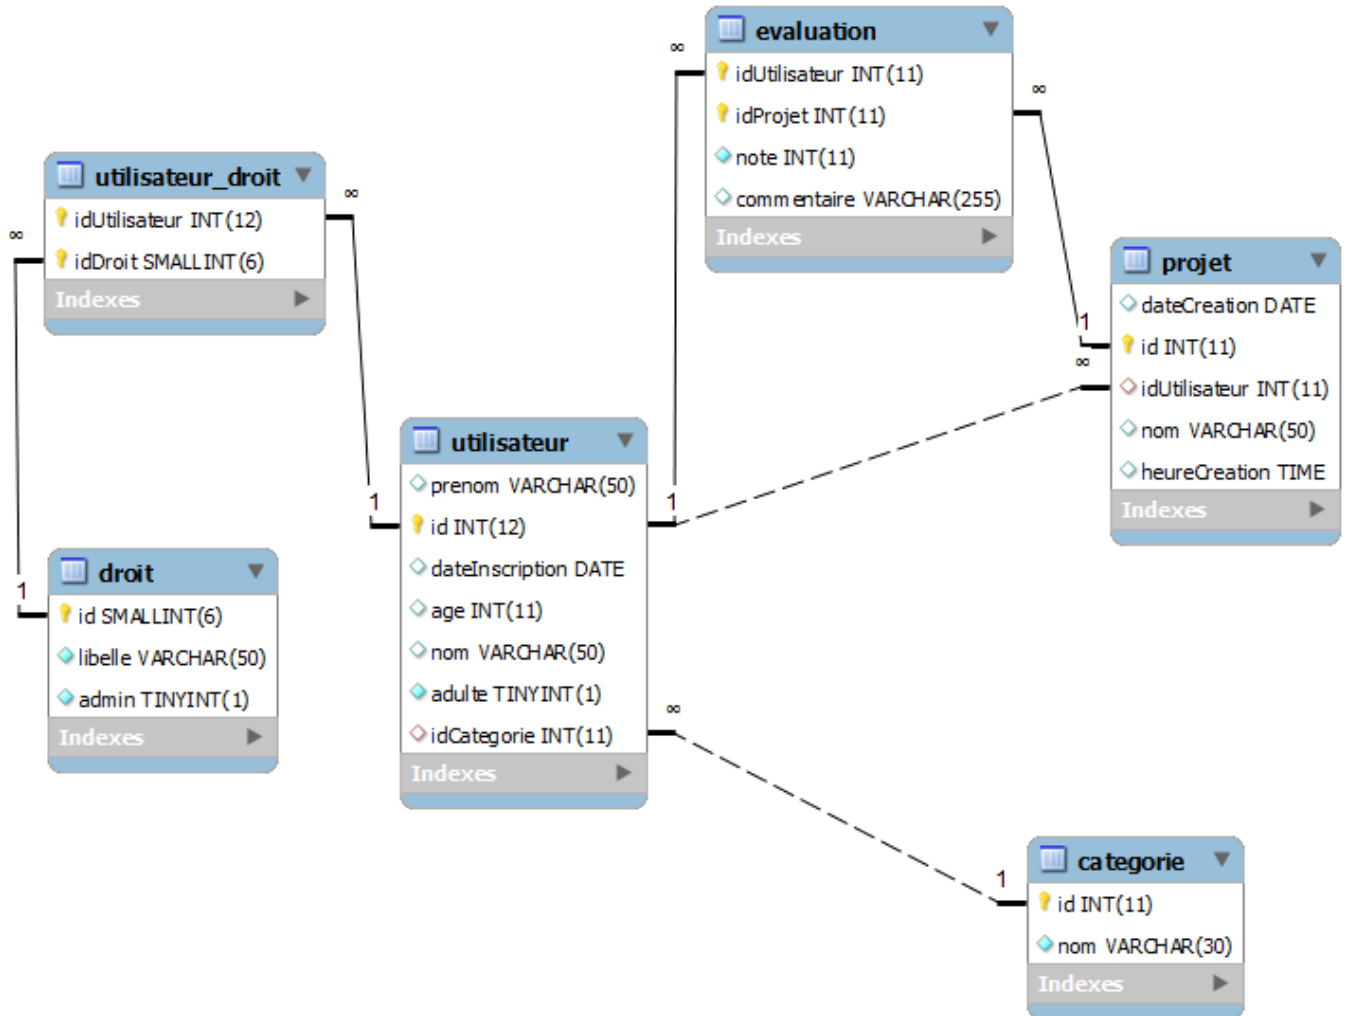 evaluation
idUtilisateur INT(11)
idProjet INT(11)
note INT(11)
commentaire VARCHAR(255)
Indexes
∞
∞
utilisateur_droit
idUtilisateur INT(12)
idDroit SMALLINT(6)
Indexes
∞
∞
projet
dateCreation DATE
id INT(11)
idUtilisateur INT(11)
nom VARCHAR(50)
heureCreation TIME
Indexes
1
∞
utilisateur
prenom VARCHAR(50)
id INT(12)
dateInscription DATE
age INT(11)
nom VARCHAR(50)
adulte TINYINT(1)
idCategorie INT(11)
Indexes
1
1
∞
droit
id SMALLINT(6)
libelle VARCHAR(50)
admin TINYINT(1)
Indexes
1
categorie
id INT(11)
nom VARCHAR(30)
Indexes
1